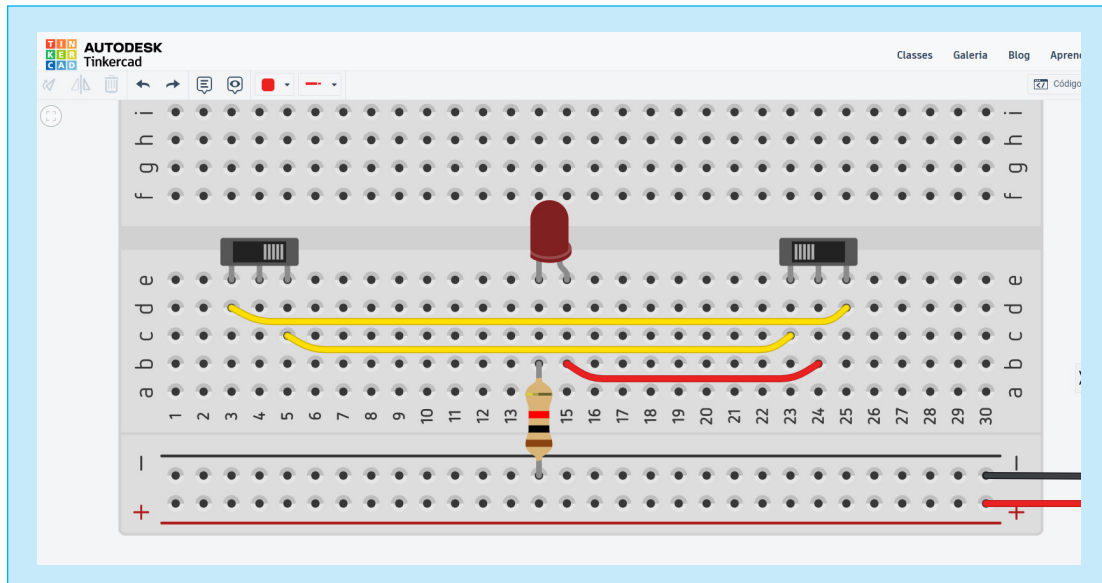 TIN
KER
CAD
AUTODESK
Tinkercad
Classes Galeria Blog Apren
Código
i i
h h
g g
f f
e e
d d
c c
b b
a a
1 2 3 4 5 6 7 8 9 10 11 12 13 15 16 17 18 19 20 21 22 23 24 25 26 27 28 29 30
− −
+ +